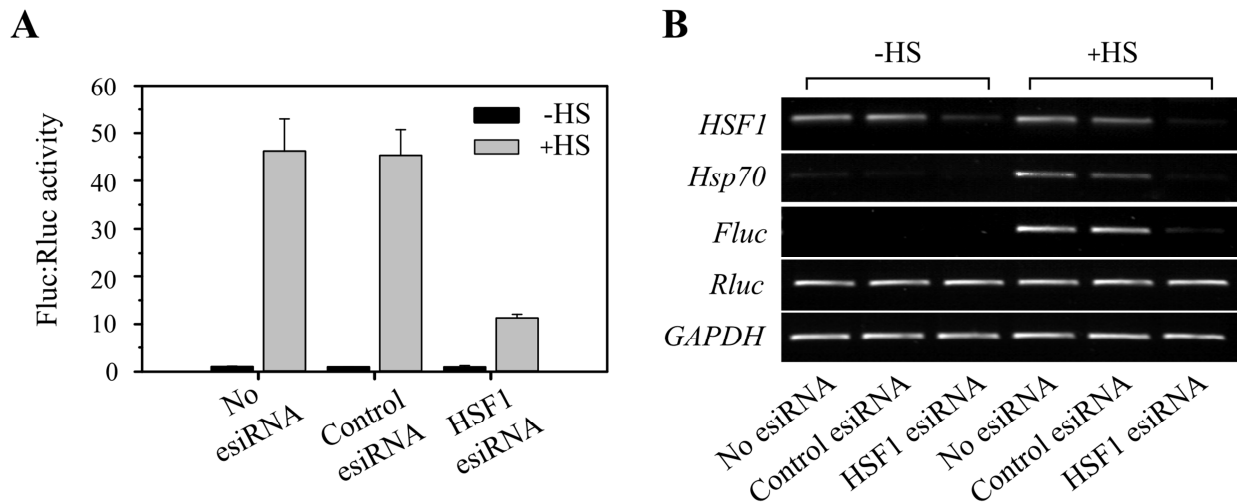 A
Fluc:Rluc activity
60
50
40
30
20
10
0
-HS
+HS
No
esiRNA
Control
esiRNA
HSF1
esiRNA
B
-HS
+HS
HSF1
Hsp70
Fluc
Rluc
GAPDH
No esiRNA
Control esiRNA
HSF1 esiRNA
No esiRNA
Control esiRNA
HSF1 esiRNA